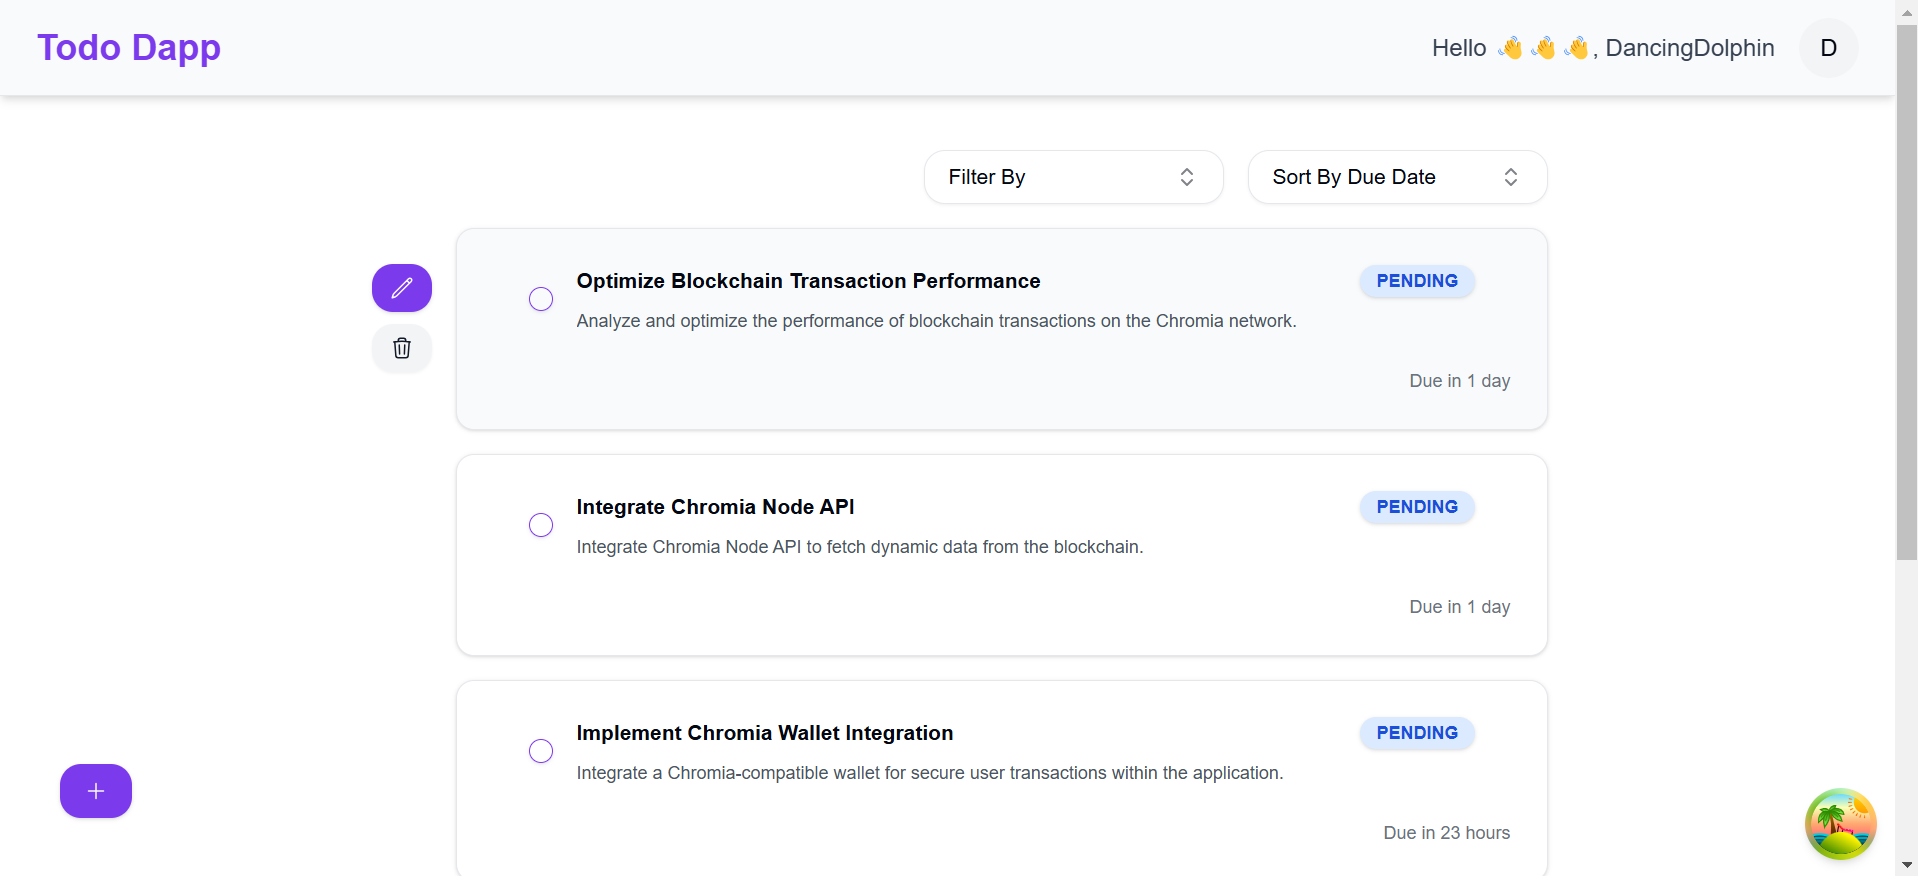 Todo Dapp
Hello 👋 👋 👋, DancingDolphin
D
Filter By
Sort By Due Date
Optimize Blockchain Transaction Performance
PENDING
Analyze and optimize the performance of blockchain transactions on the Chromia network.
Due in 1 day
Integrate Chromia Node API
PENDING
Integrate Chromia Node API to fetch dynamic data from the blockchain.
Due in 1 day
Implement Chromia Wallet Integration
PENDING
Integrate a Chromia-compatible wallet for secure user transactions within the application.
Due in 23 hours